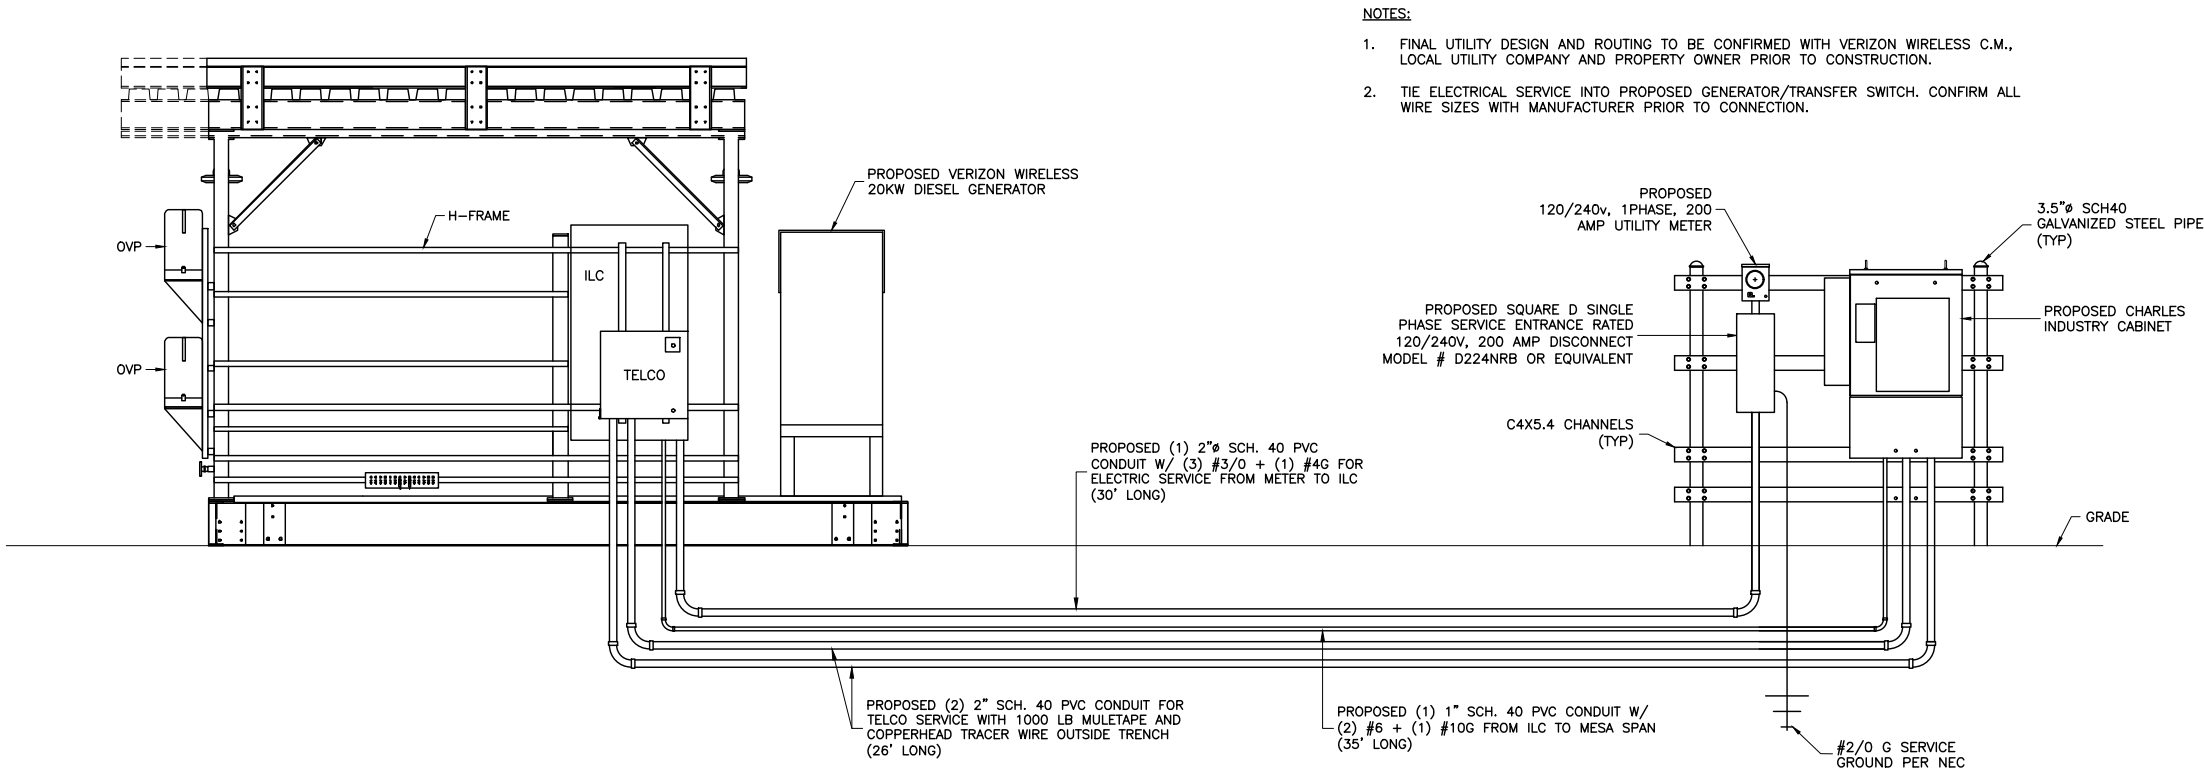 NOTES:
1. FINAL UTILITY DESIGN AND ROUTING TO BE CONFIRMED WITH VERIZON WIRELESS C.M.,
LOCAL UTILITY COMPANY AND PROPERTY OWNER PRIOR TO CONSTRUCTION.
2. TIE ELECTRICAL SERVICE INTO PROPOSED GENERATOR/TRANSFER SWITCH. CONFIRM ALL
WIRE SIZES WITH MANUFACTURER PRIOR TO CONNECTION.
PROPOSED VERIZON WIRELESS
20KW DIESEL GENERATOR
H-FRAME
OVP
OVP
ILC
TELCO
PROPOSED
120/240v, 1PHASE, 200
AMP UTILITY METER
3.5"ø SCH40
GALVANIZED STEEL PIPE
(TYP)
PROPOSED SQUARE D SINGLE
PHASE SERVICE ENTRANCE RATED
120/240V, 200 AMP DISCONNECT
MODEL # D224NRB OR EQUIVALENT
PROPOSED CHARLES
INDUSTRY CABINET
C4X5.4 CHANNELS
(TYP)
PROPOSED (1) 2"ø SCH. 40 PVC
CONDUIT W/ (3) #3/0 + (1) #4G FOR
ELECTRIC SERVICE FROM METER TO ILC
(30' LONG)
GRADE
PROPOSED (2) 2" SCH. 40 PVC CONDUIT FOR
TELCO SERVICE WITH 1000 LB MULETAPE AND
COPPERHEAD TRACER WIRE OUTSIDE TRENCH
(26' LONG)
PROPOSED (1) 1" SCH. 40 PVC CONDUIT W/
(2) #6 + (1) #10G FROM ILC TO MESA SPAN
(35' LONG)
#2/0 G SERVICE
GROUND PER NEC